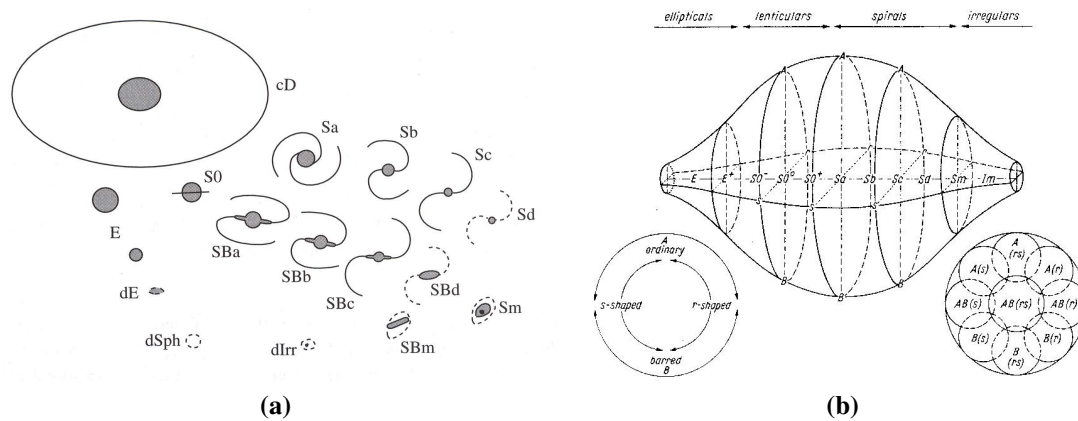 cD
Sa
Sb
Sc
S0
Sd
E
SBa
SBb
SBc
SBd
Sm
dE
SBm
dSph
dIrr
(a)
ellipticals lenticulars spirals irregulars
A A A
E E⁺ S0⁻ S0⁰ S0⁺ Sa Sb Sc Sd Sm Im
s s s
B B B
A
ordinary
s-shaped r-shaped
barred
B
A
(rs)
A(s) A(r)
AB(s) AB(rs) AB(r)
B(s) B(r)
B
(rs)
(b)